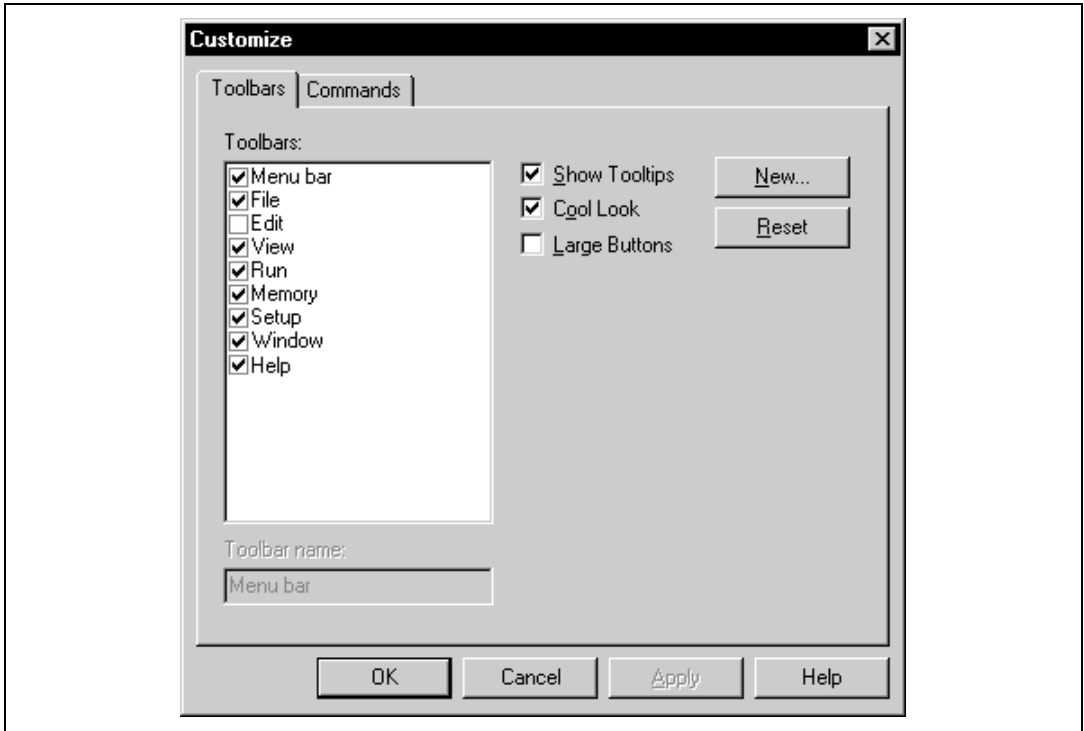 Customize
Toolbars Commands
Toolbars:
Menu bar
File
Edit
View
Run
Memory
Setup
Window
Help
Show Tooltips
Cool Look
Large Buttons
New...
Reset
Toolbar name:
Menu bar
OK Cancel Apply Help